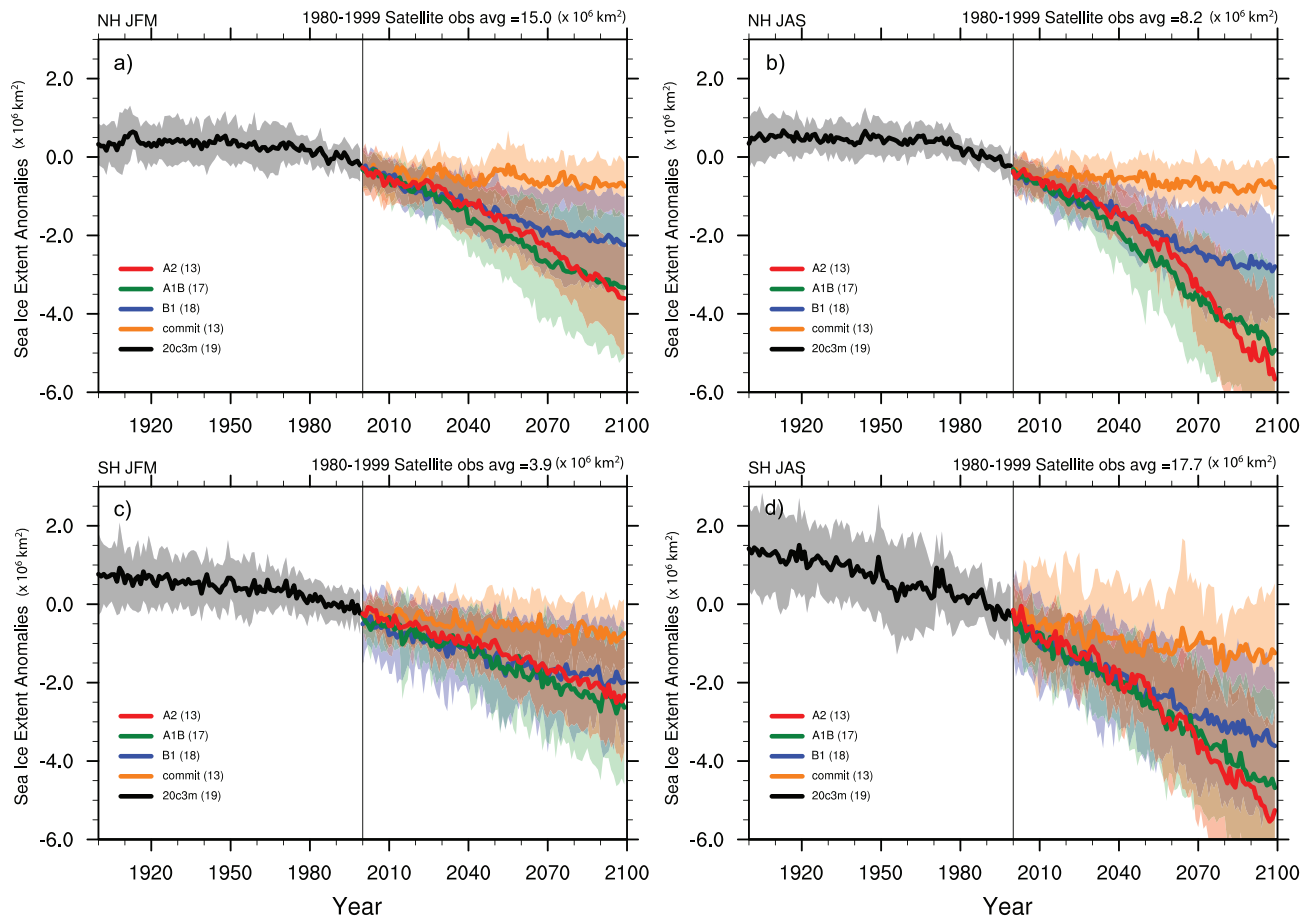 NH JFM 1980-1999 Satellite obs avg =15.0 (x 10⁶ km²)
a)
Sea Ice Extent Anomalies (x 10⁶ km²)
2.0
0.0
-2.0
-4.0
-6.0
A2 (13)
A1B (17)
B1 (18)
commit (13)
20c3m (19)
1920 1950 1980 2010 2040 2070 2100
NH JAS 1980-1999 Satellite obs avg =8.2 (x 10⁶ km²)
b)
Sea Ice Extent Anomalies (x 10⁶ km²)
2.0
0.0
-2.0
-4.0
-6.0
A2 (13)
A1B (17)
B1 (18)
commit (13)
20c3m (19)
1920 1950 1980 2010 2040 2070 2100
SH JFM 1980-1999 Satellite obs avg =3.9 (x 10⁶ km²)
c)
Sea Ice Extent Anomalies (x 10⁶ km²)
2.0
0.0
-2.0
-4.0
-6.0
A2 (13)
A1B (17)
B1 (18)
commit (13)
20c3m (19)
1920 1950 1980 2010 2040 2070 2100
Year
SH JAS 1980-1999 Satellite obs avg =17.7 (x 10⁶ km²)
d)
Sea Ice Extent Anomalies (x 10⁶ km²)
2.0
0.0
-2.0
-4.0
-6.0
A2 (13)
A1B (17)
B1 (18)
commit (13)
20c3m (19)
1920 1950 1980 2010 2040 2070 2100
Year